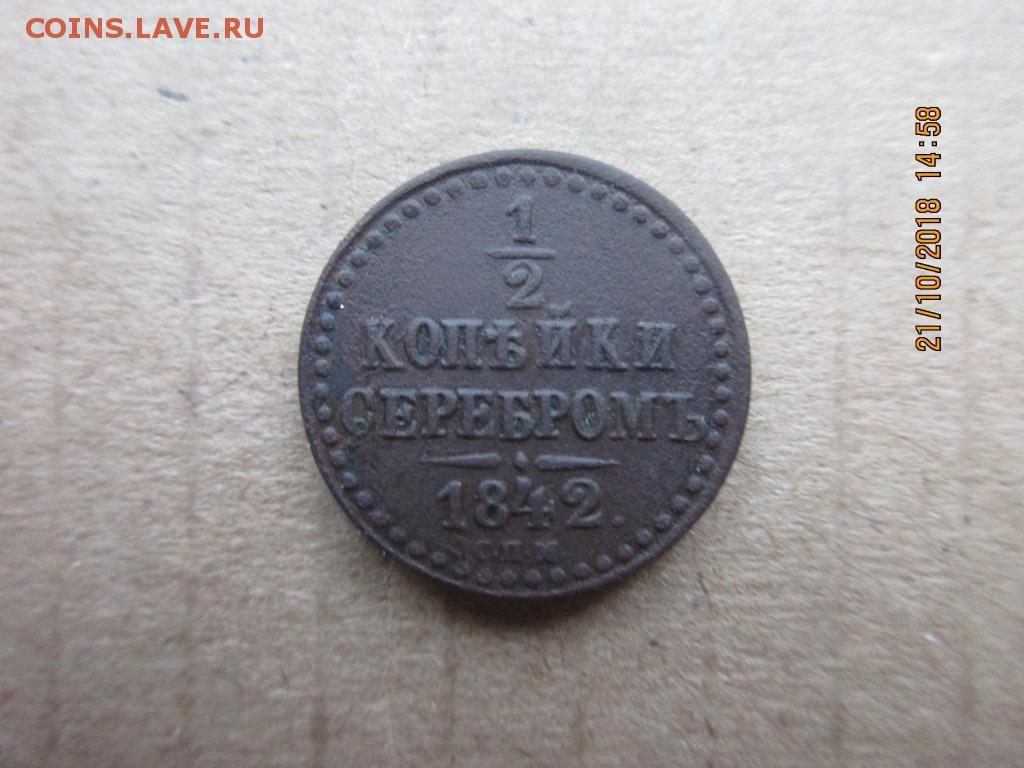 COINS.LAVE.RU
1
2
КОПѢЙКИ
СЕРЕБРОМЪ
1842.
С.П.М.
21/10/2018 14:58